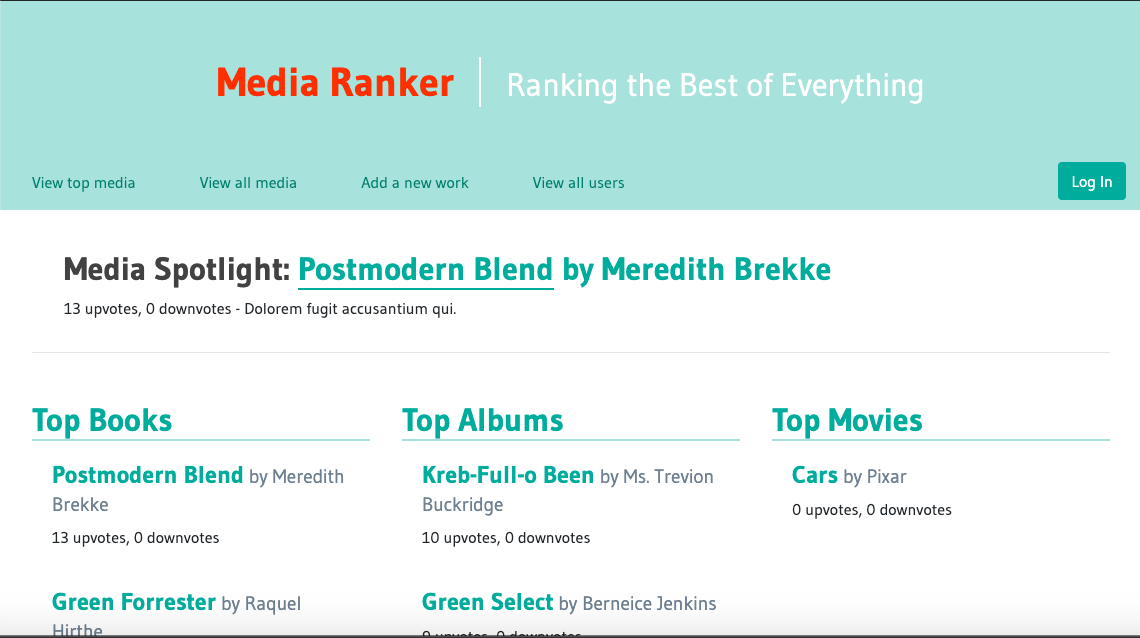 Media Ranker
Ranking the Best of Everything
View top media
View all media
Add a new work
View all users
Log In
Media Spotlight: Postmodern Blend by Meredith Brekke
13 upvotes, 0 downvotes - Dolorem fugit accusantium qui.
Top Books
Postmodern Blend by Meredith
Brekke
13 upvotes, 0 downvotes
Green Forrester by Raquel
Hirthe
Top Albums
Kreb-Full-o Been by Ms. Trevion
Buckridge
10 upvotes, 0 downvotes
Green Select by Berneice Jenkins
upvotes, 0 downvotes
Top Movies
Cars by Pixar
0 upvotes, 0 downvotes